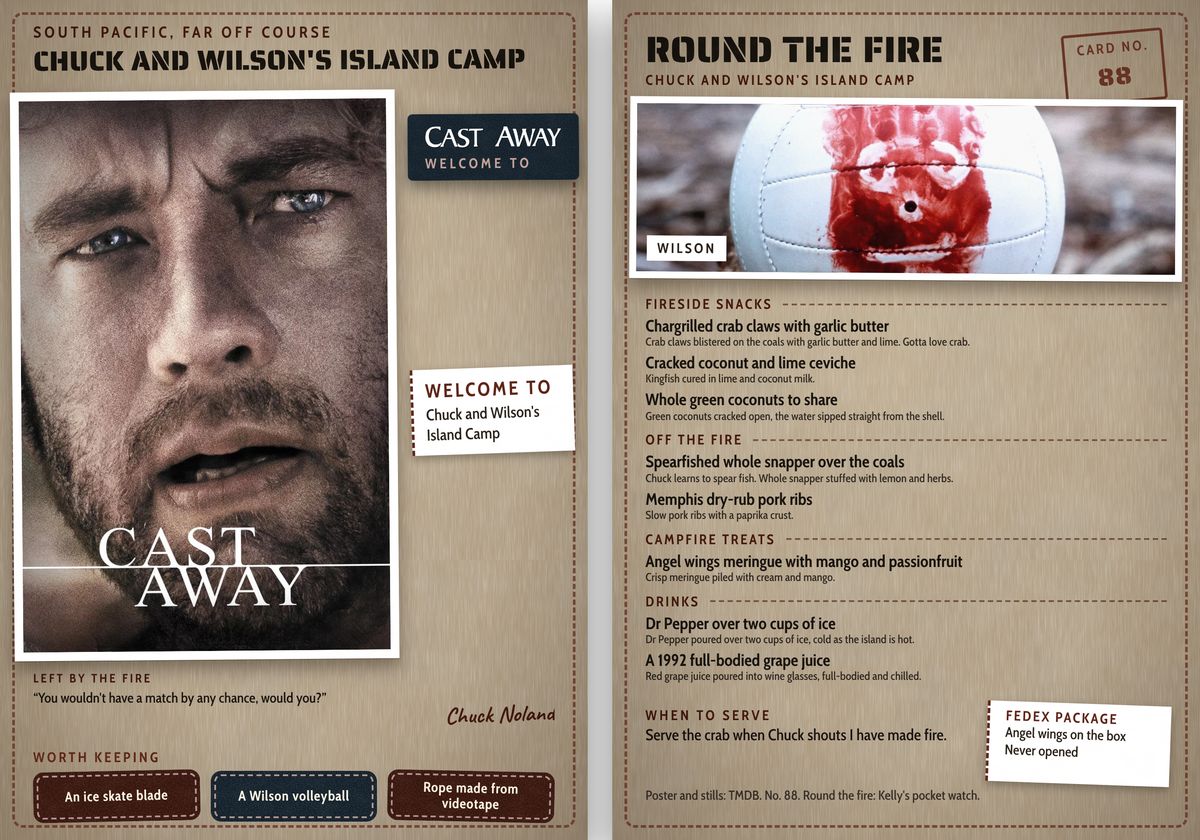 SOUTH PACIFIC, FAR OFF COURSE
CHUCK AND WILSON'S ISLAND CAMP
CAST AWAY
WELCOME TO
WELCOME TO
Chuck and Wilson's
Island Camp
CAST
AWAY
LEFT BY THE FIRE
“You wouldn't have a match by any chance, would you?”
Chuck Noland
WORTH KEEPING
An ice skate blade
A Wilson volleyball
Rope made from
videotape
ROUND THE FIRE
CHUCK AND WILSON'S ISLAND CAMP
CARD NO.
88
WILSON
FIRESIDE SNACKS
Chargrilled crab claws with garlic butter
Crab claws blistered on the coals with garlic butter and lime. Gotta love crab.
Cracked coconut and lime ceviche
Kingfish cured in lime and coconut milk.
Whole green coconuts to share
Green coconuts cracked open, the water sipped straight from the shell.
OFF THE FIRE
Spearfished whole snapper over the coals
Chuck learns to spear fish. Whole snapper stuffed with lemon and herbs.
Memphis dry-rub pork ribs
Slow pork ribs with a paprika crust.
CAMPFIRE TREATS
Angel wings meringue with mango and passionfruit
Crisp meringue piled with cream and mango.
DRINKS
Dr Pepper over two cups of ice
Dr Pepper poured over two cups of ice, cold as the island is hot.
A 1992 full-bodied grape juice
Red grape juice poured into wine glasses, full-bodied and chilled.
WHEN TO SERVE
Serve the crab when Chuck shouts I have made fire.
FEDEX PACKAGE
Angel wings on the box
Never opened
Poster and stills: TMDB. No. 88. Round the fire: Kelly's pocket watch.